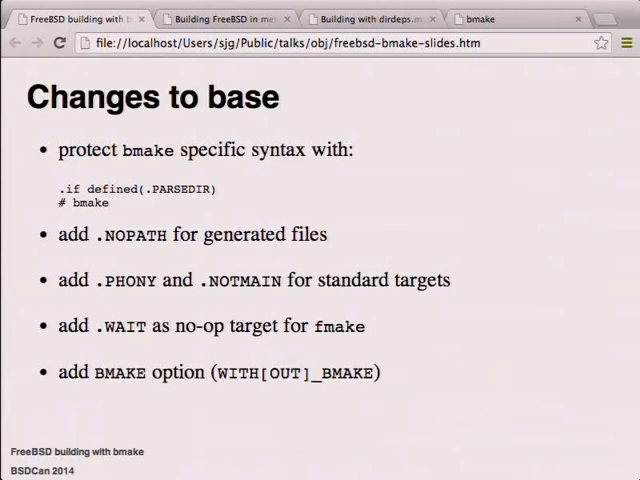 FreeBSD building with b
Building FreeBSD in met
Building with dirdeps.m
bmake
file://localhost/Users/sjg/Public/talks/obj/freebsd-bmake-slides.htm
Changes to base
• protect bmake specific syntax with:
.if defined(.PARSEDIR)
# bmake
• add .NOPATH for generated files
• add .PHONY and .NOTMAIN for standard targets
• add .WAIT as no-op target for fmake
• add BMAKE option (WITH[OUT]_BMAKE)
FreeBSD building with bmake
BSDCan 2014